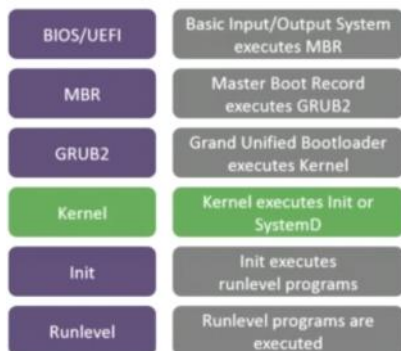 BIOS/UEFI
Basic Input/Output System
executes MBR
MBR
Master Boot Record
executes GRUB2
GRUB2
Grand Unified Bootloader
executes Kernel
Kernel
Kernel executes Init or
SystemD
Init
Init executes
runlevel programs
Runlevel
Runlevel programs are
executed